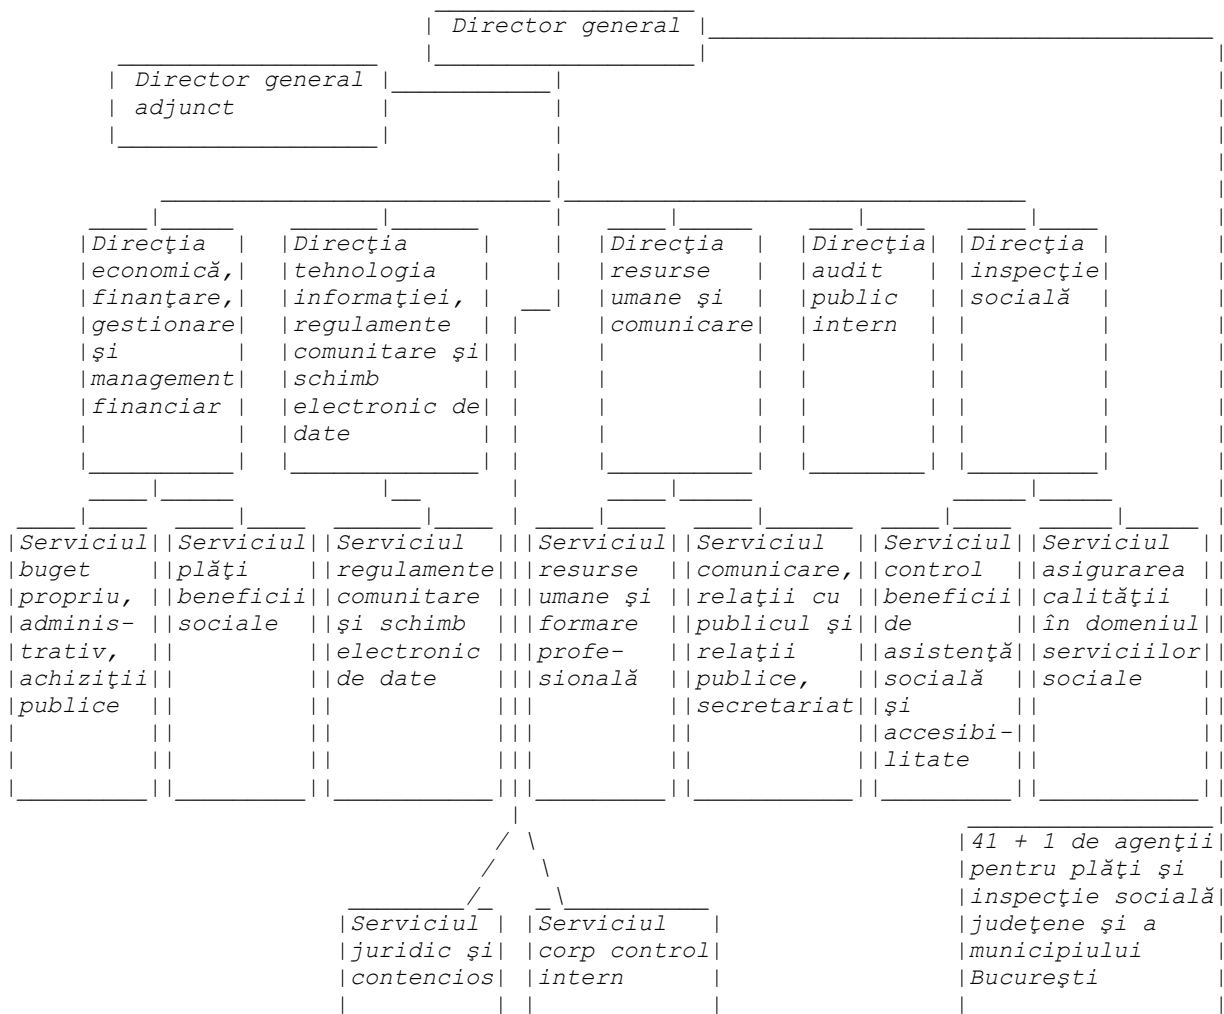 Director general
Director general
adjunct
Direcţia
economică,
finanţare,
gestionare
şi
management
financiar
Direcţia
tehnologia
informaţiei,
regulamente
comunitare şi
schimb
electronic de
date
Direcţia
resurse
umane şi
comunicare
Direcţia
audit
public
intern
Direcţia
inspecţie
socială
Serviciul
buget
propriu,
adminis-
trativ,
achiziţii
publice
Serviciul
plăţi
beneficii
sociale
Serviciul
regulamente
comunitare
şi schimb
electronic
de date
Serviciul
resurse
umane şi
formare
profe-
sională
Serviciul
comunicare,
relaţii cu
publicul şi
relaţii
publice,
secretariat
Serviciul
control
beneficii
de
asistenţă
socială
şi
accesibi-
litate
Serviciul
asigurarea
calităţii
în domeniul
serviciilor
sociale
Serviciul
juridic şi
contencios
Serviciul
corp control
intern
41 + 1 de agenţii
pentru plăţi şi
inspecţie socială
judeţene şi a
municipiului
Bucureşti